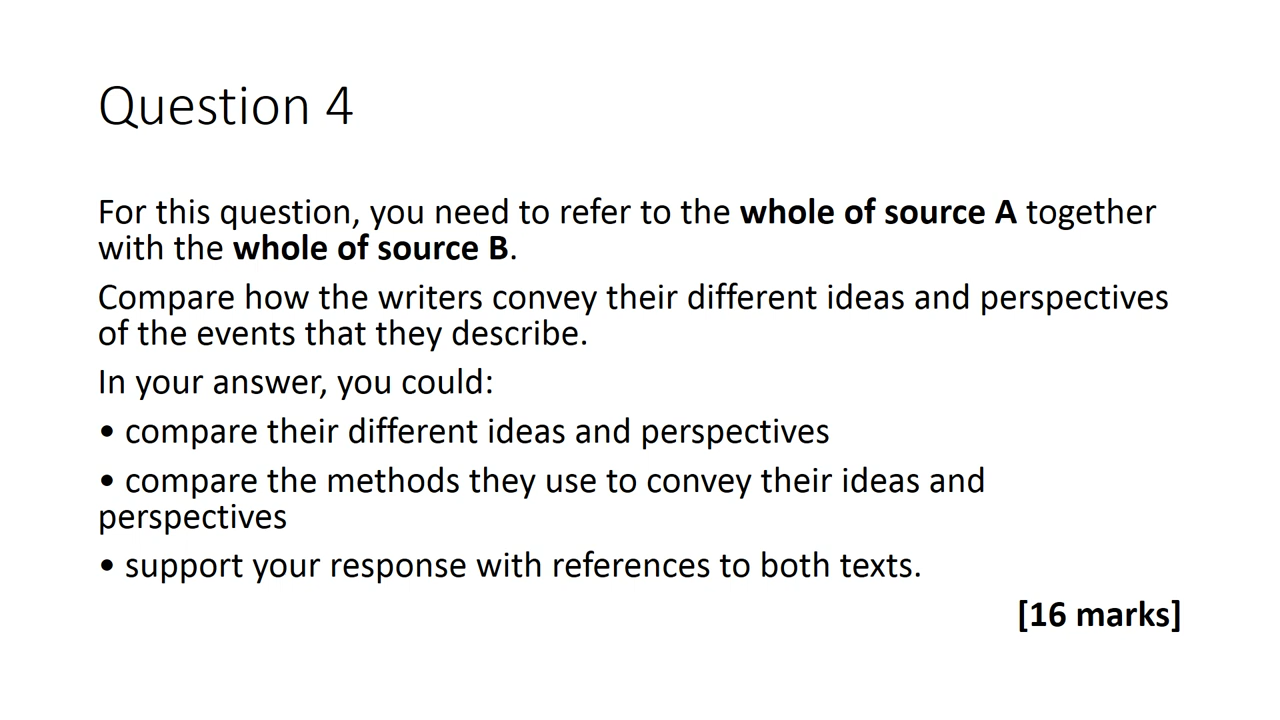 Question 4
For this question, you need to refer to the whole of source A together
with the whole of source B.
Compare how the writers convey their different ideas and perspectives
of the events that they describe.
In your answer, you could:
• compare their different ideas and perspectives
• compare the methods they use to convey their ideas and
perspectives
• support your response with references to both texts.
[16 marks]